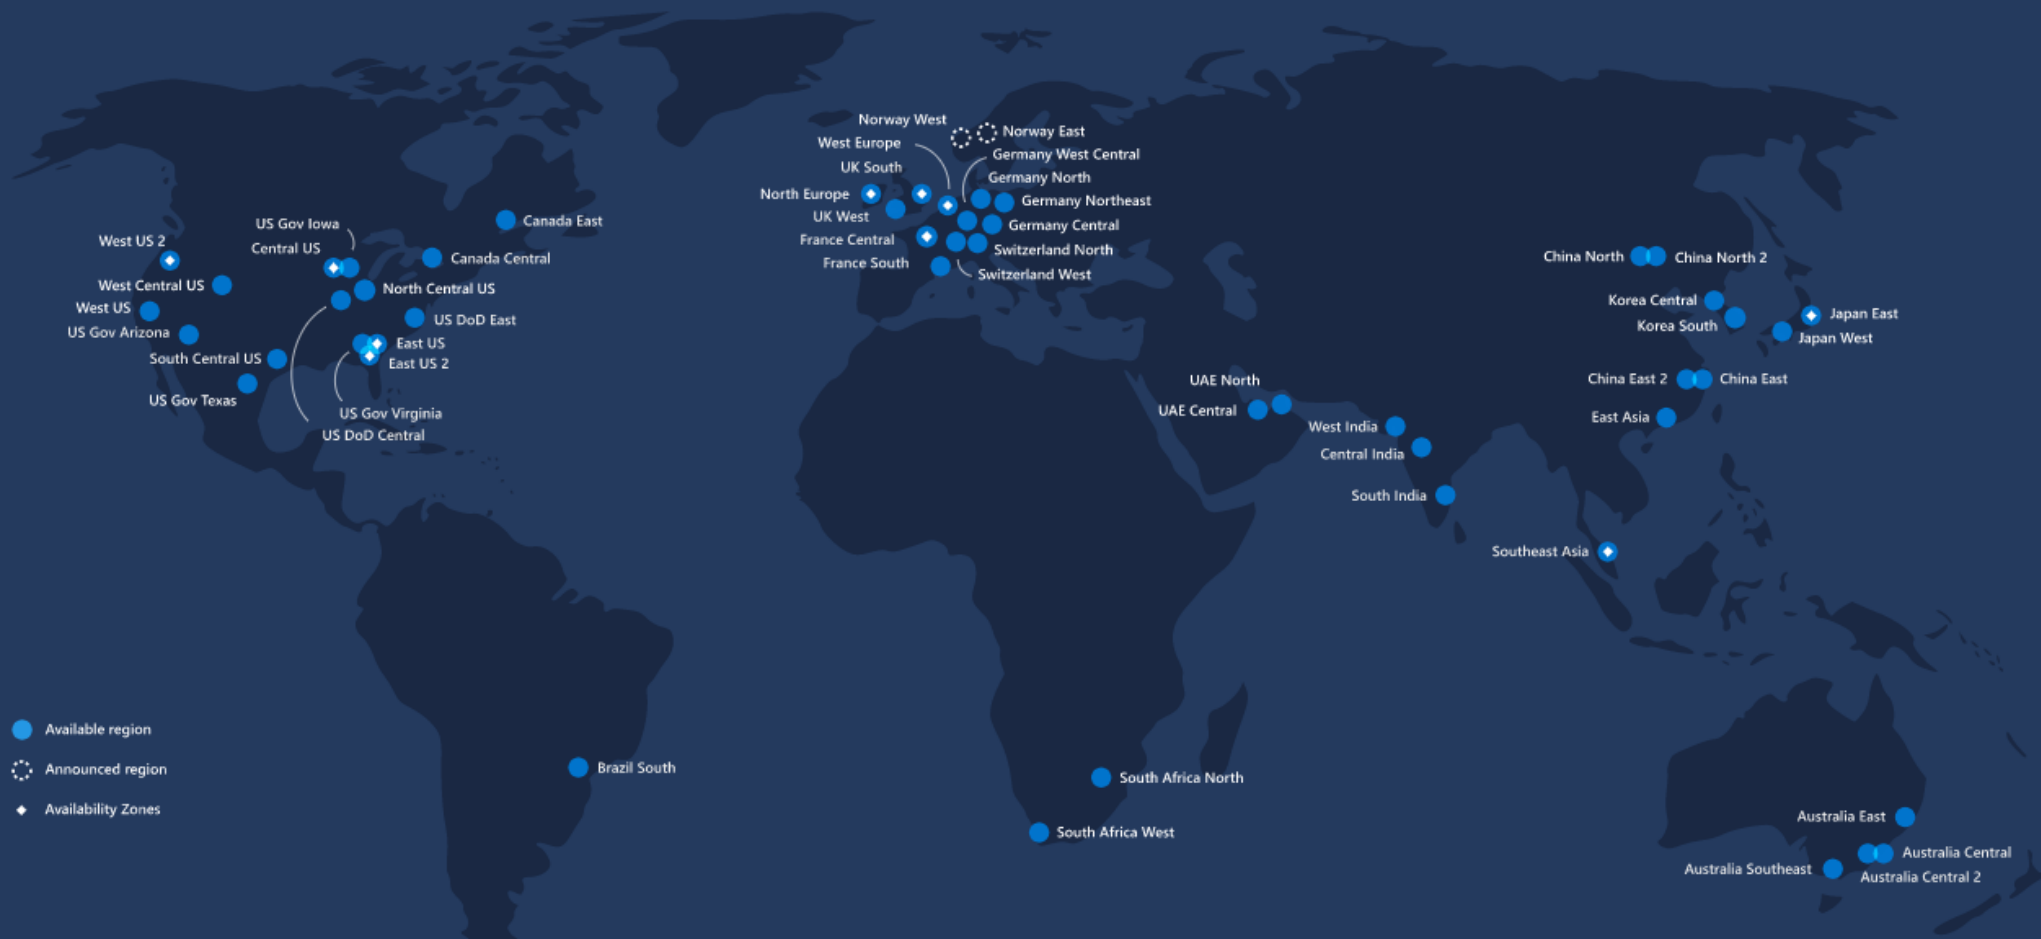 Norway West
Norway East
West Europe
Germany West Central
UK South
Germany North
North Europe
Germany Northeast
UK West
Germany Central
France Central
Switzerland North
France South
Switzerland West
Canada East
US Gov Iowa
West US 2
Central US
Canada Central
West Central US
North Central US
West US
US DoD East
US Gov Arizona
East US
South Central US
East US 2
US Gov Texas
US Gov Virginia
US DoD Central
China North
China North 2
Korea Central
Japan East
Korea South
Japan West
UAE North
China East 2
China East
UAE Central
East Asia
West India
Central India
South India
Southeast Asia
Available region
Announced region
Availability Zones
Brazil South
South Africa North
South Africa West
Australia East
Australia Central
Australia Southeast
Australia Central 2